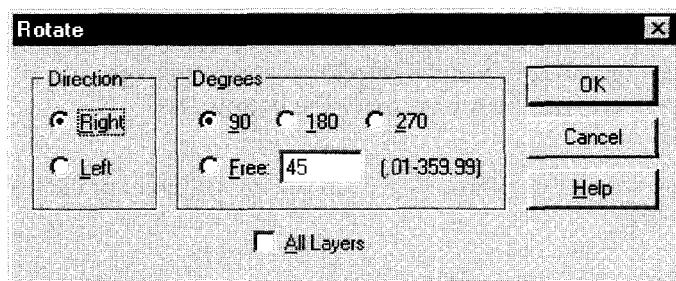 Rotate
Direction
Right
Left
Degrees
90 180 270
Free: 45 (.01-359.99)
All Layers
OK
Cancel
Help